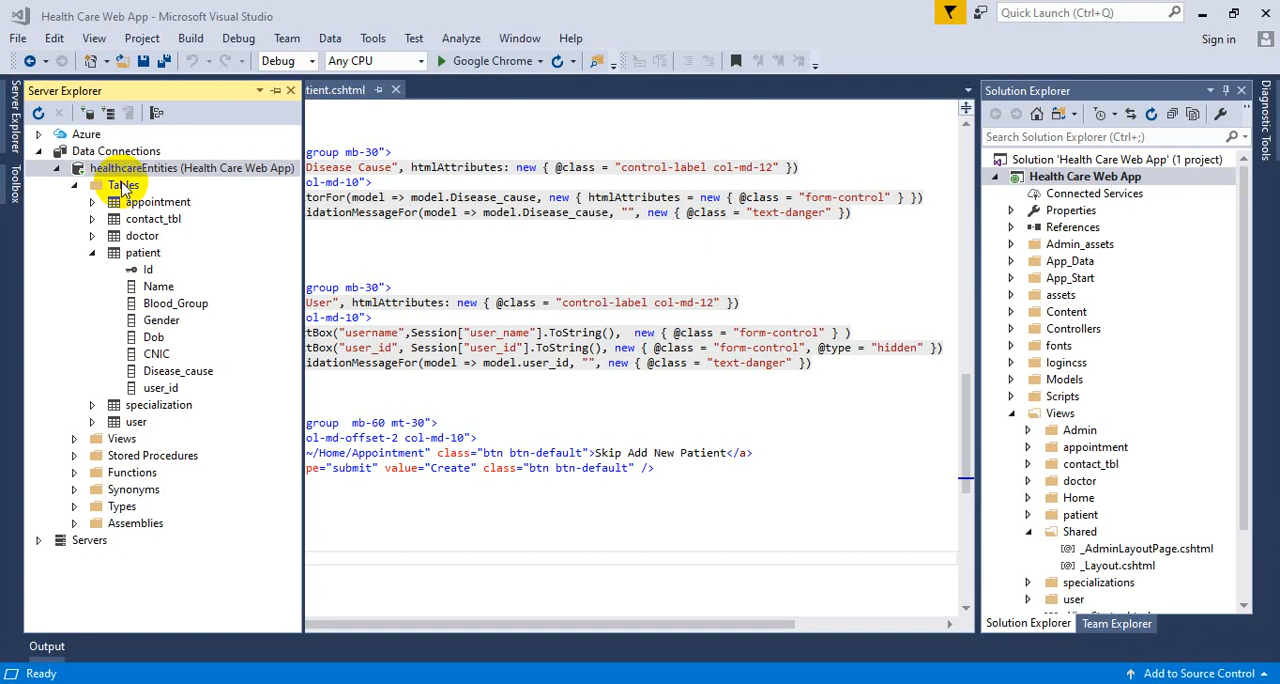 Health Care Web App - Microsoft Visual Studio
Quick Launch (Ctrl+Q)
File Edit View Project Build Debug Team Data Tools Test Analyze Window Help
Sign in
Debug Any CPU Google Chrome
Server Explorer
Toolbox
Server Explorer
Azure
Data Connections
healthcareEntities (Health Care Web App)
Tables
appointment
contact_tbl
doctor
patient
Id
Name
Blood_Group
Gender
Dob
CNIC
Disease_cause
user_id
specialization
user
Views
Stored Procedures
Functions
Synonyms
Types
Assemblies
Servers
tient.cshtml
group mb-30">
Disease Cause", htmlAttributes: new { @class = "control-label col-md-12" })
ol-md-10">
torFor(model => model.Disease_cause, new { htmlAttributes = new { @class = "form-control" } })
idationMessageFor(model => model.Disease_cause, "", new { @class = "text-danger" })
group mb-30">
User", htmlAttributes: new { @class = "control-label col-md-12" })
ol-md-10">
tBox("username",Session["user_name"].ToString(), new { @class = "form-control" } )
tBox("user_id", Session["user_id"].ToString(), new { @class = "form-control", @type = "hidden" })
idationMessageFor(model => model.user_id, "", new { @class = "text-danger" })
group mb-60 mt-30">
ol-md-offset-2 col-md-10">
~/Home/Appointment" class="btn btn-default">Skip Add New Patient</a>
pe="submit" value="Create" class="btn btn-default" />
Solution Explorer
Search Solution Explorer (Ctrl+;)
Solution 'Health Care Web App' (1 project)
Health Care Web App
Connected Services
Properties
References
Admin_assets
App_Data
App_Start
assets
Content
Controllers
fonts
logincss
Models
Scripts
Views
Admin
appointment
contact_tbl
doctor
Home
patient
Shared
_AdminLayoutPage.cshtml
_Layout.cshtml
specializations
user
Solution Explorer Team Explorer
Diagnostic Tools
Output
Ready
Add to Source Control